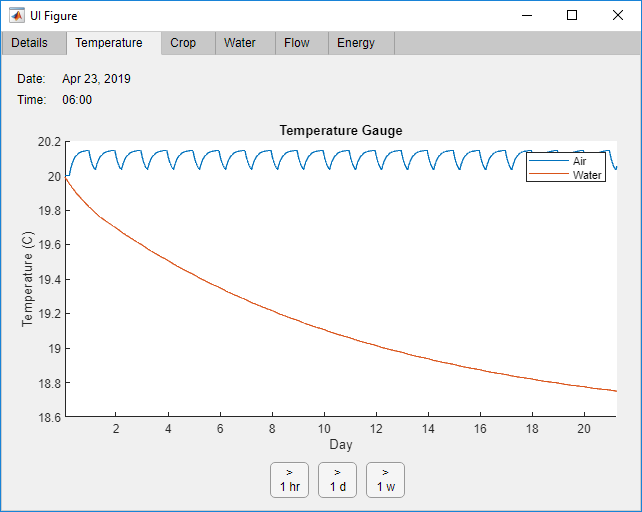 UI Figure
Details Temperature Crop Water Flow Energy
Date: Apr 23, 2019
Time: 06:00
Temperature Gauge
20.2
20
19.8
19.6
19.4
19.2
19
18.8
18.6
Temperature (C)
Air
Water
2 4 6 8 10 12 14 16 18 20
Day
> > >
1 hr 1 d 1 w